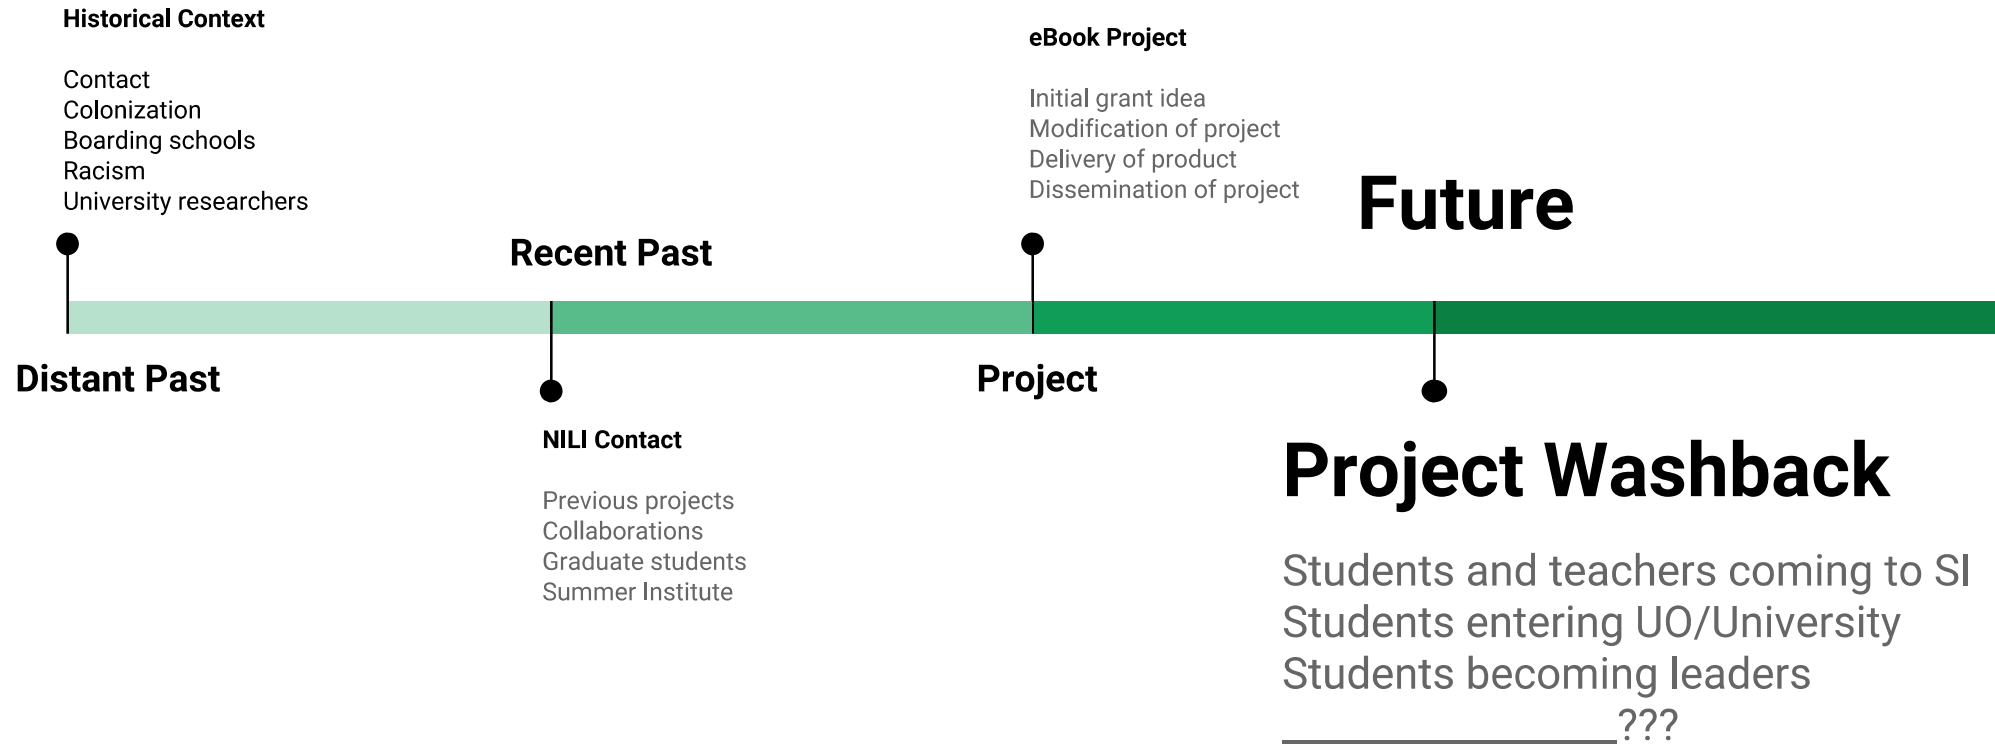 Historical Context
Contact
Colonization
Boarding schools
Racism
University researchers
Distant Past
Recent Past
NILI Contact
Previous projects
Collaborations
Graduate students
Summer Institute
eBook Project
Initial grant idea
Modification of project
Delivery of product
Dissemination of project
Project
Future
Project Washback
Students and teachers coming to SI
Students entering UO/University
Students becoming leaders
_______________???